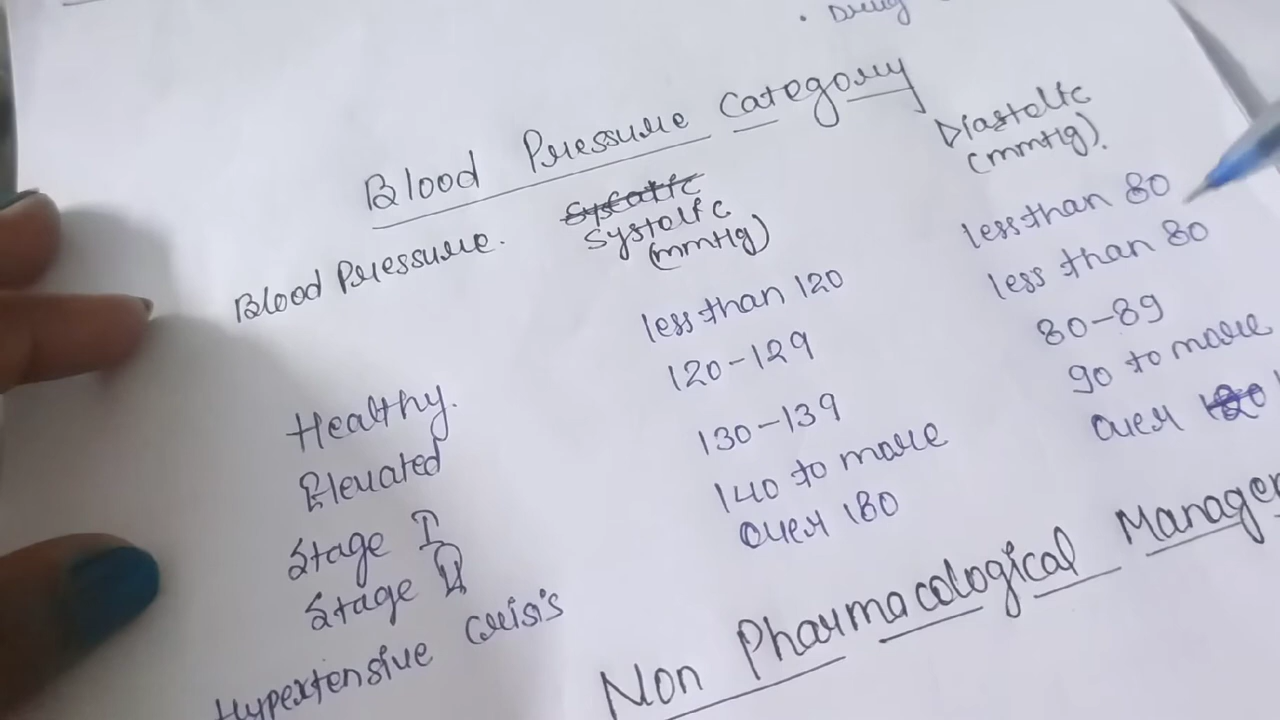 • Drug
Blood Pressure Category
Blood Pressure. Systolic (mmHg) Diastolic (mmHg).
Healthy. less than 120 less than 80
Elevated 120-129 less than 80
Stage I 130-139 80-89
Stage II 140 to more 90 to more
Hypertensive Crisis over 180 over
Non Pharmacological Manage